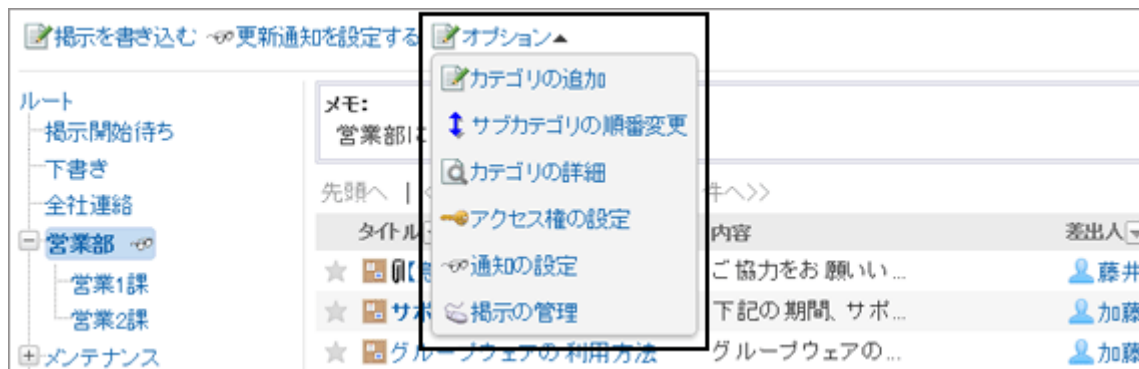 掲示を書き込む 更新通知を設定する オプション▲
カテゴリの追加
サブカテゴリの順番変更
カテゴリの詳細
アクセス権の設定
通知の設定
掲示の管理
ルート
掲示開始待ち
下書き
全社連絡
営業部
営業1課
営業2課
メンテナンス
メモ:
営業部に
先頭へ | 件へ>>
タイトル 内容 差出人
ご協力をお願いい... 藤井
サポ 下記の期間、サポ... 加藤
グループウェアの利用方法 グループウェアの... 加藤